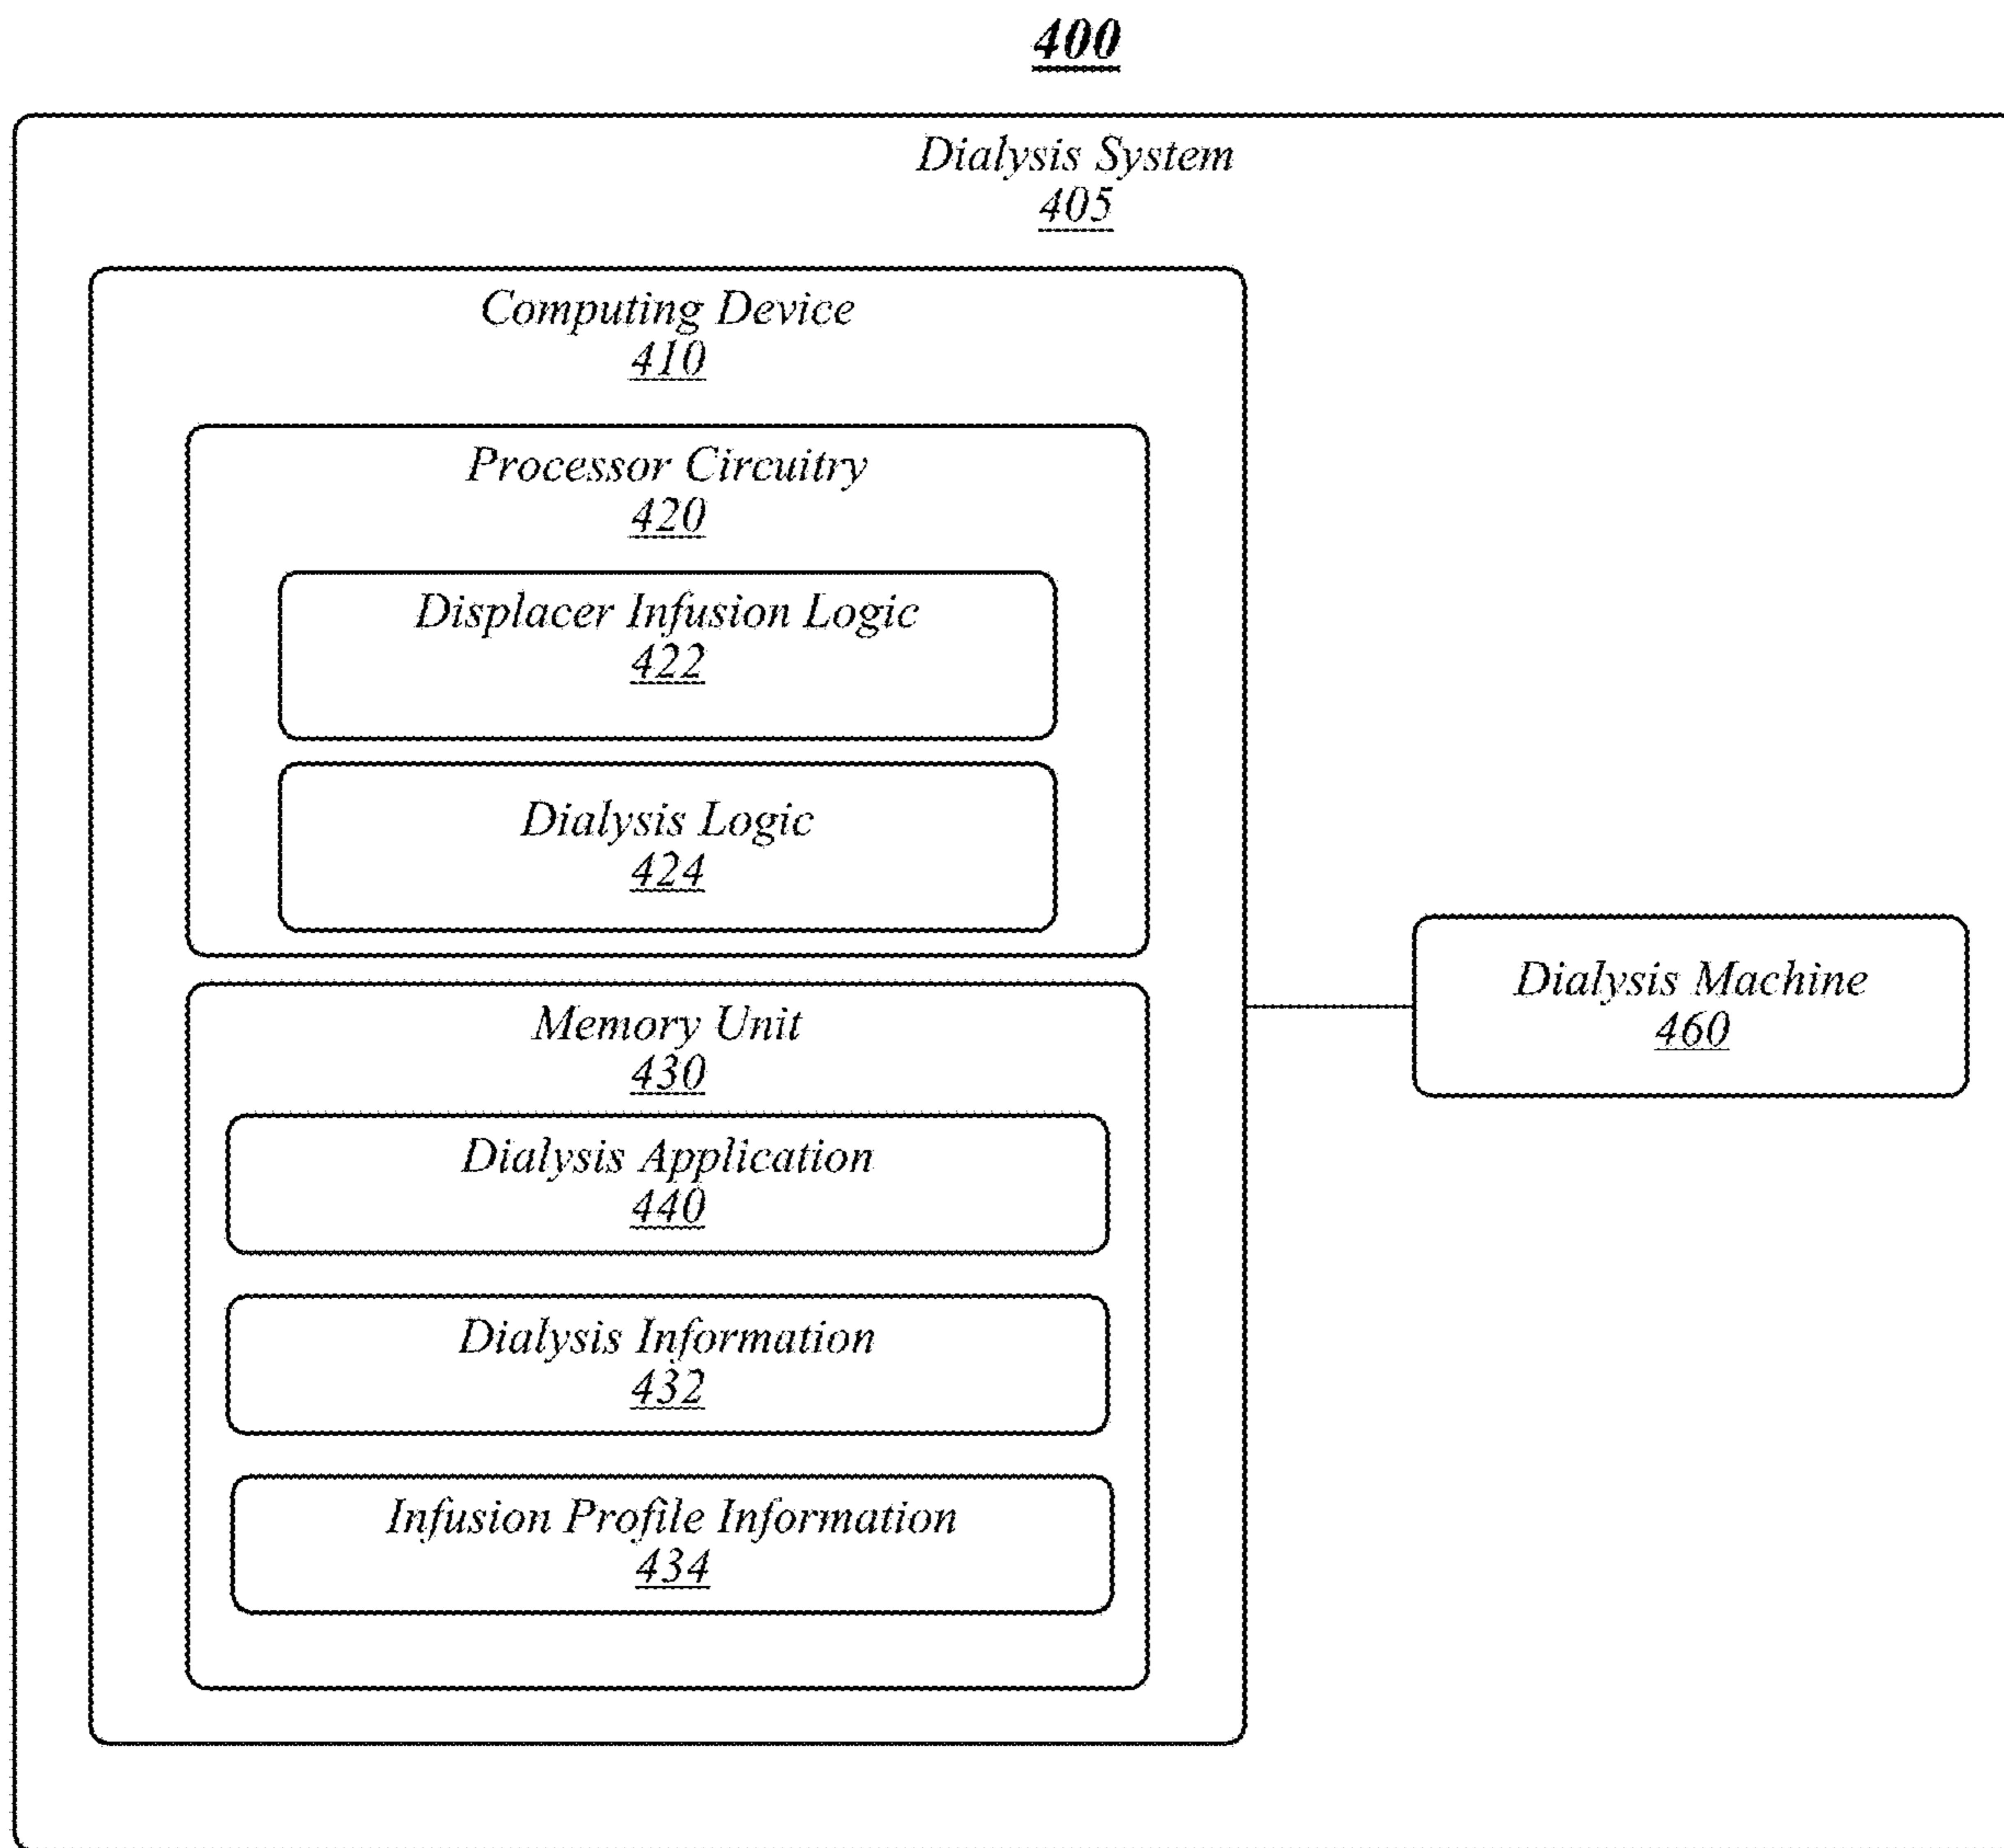 400
Dialysis System
405
Computing Device
410
Processor Circuitry
420
Displacer Infusion Logic
422
Dialysis Logic
424
Memory Unit
430
Dialysis Application
440
Dialysis Information
432
Infusion Profile Information
434
Dialysis Machine
460